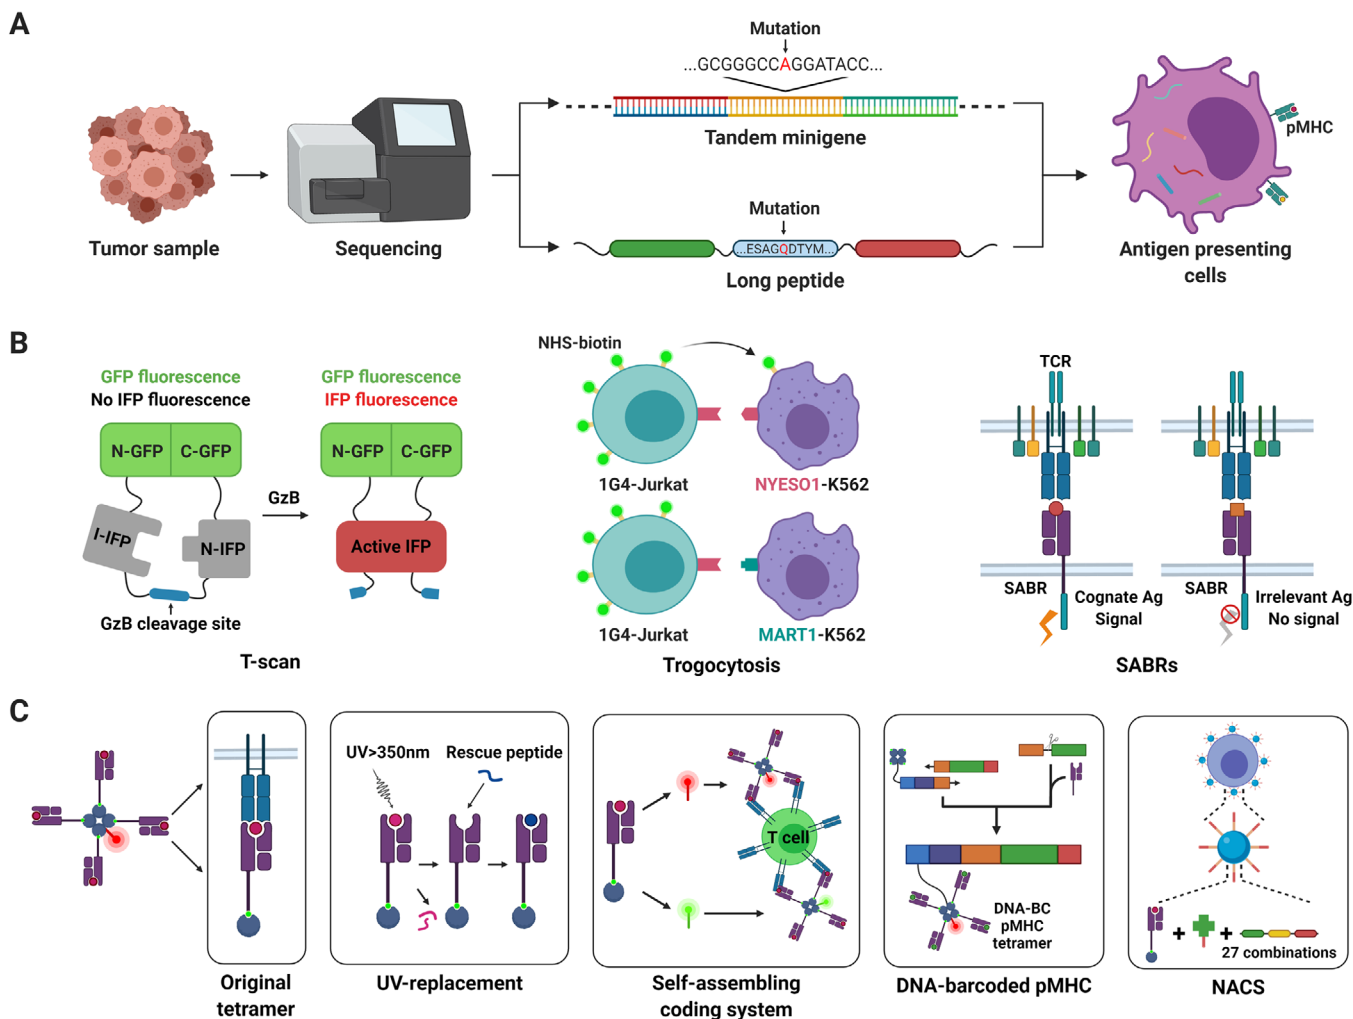 A
Mutation
...GCGGGCCAGGATACC...
Tandem minigene
Tumor sample
Sequencing
Mutation
...ESAGQDTYM...
Long peptide
pMHC
Antigen presenting
cells
B
GFP fluorescence
No IFP fluorescence
N-GFP
C-GFP
I-IFP
N-IFP
GzB cleavage site
GzB
GFP fluorescence
IFP fluorescence
N-GFP
C-GFP
Active IFP
T-scan
NHS-biotin
1G4-Jurkat
NYESO1-K562
1G4-Jurkat
MART1-K562
Trogocytosis
TCR
SABR
Cognate Ag
Signal
SABR
Irrelevant Ag
No signal
SABRs
C
Original
tetramer
UV>350nm
Rescue peptide
UV-replacement
T cell
Self-assembling
coding system
DNA-BC
pMHC
tetramer
DNA-barcoded pMHC
+
+
27 combinations
NACS